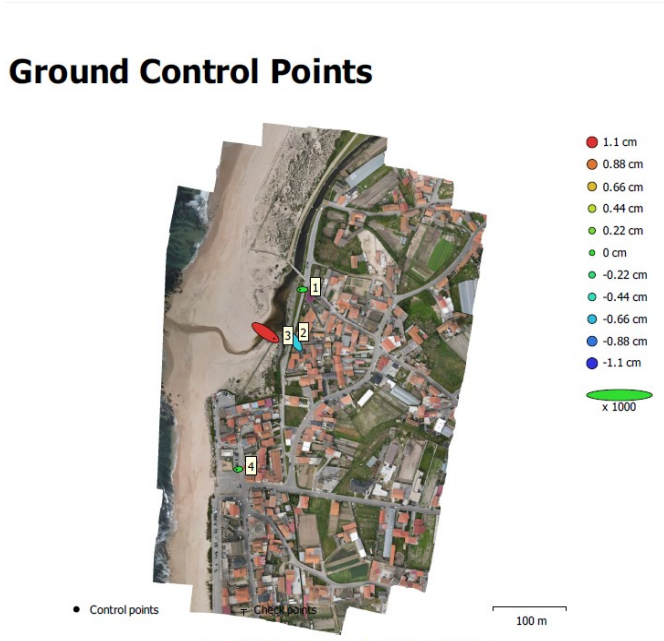 Ground Control Points
1.1 cm
0.88 cm
0.66 cm
0.44 cm
0.22 cm
0 cm
-0.22 cm
-0.44 cm
-0.66 cm
-0.88 cm
-1.1 cm
x 1000
1
3
2
4
Control points
Check points
100 m